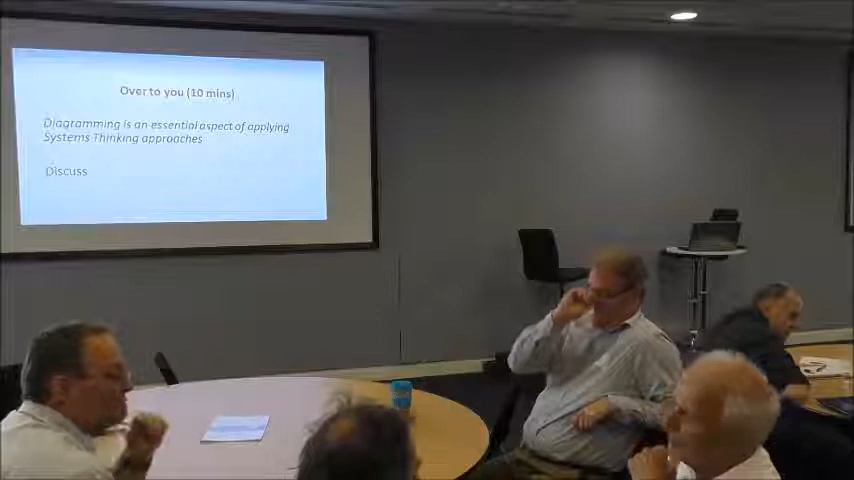 Over to you (10 mins)
Diagramming is an essential aspect of applying
Systems Thinking approaches
Discuss